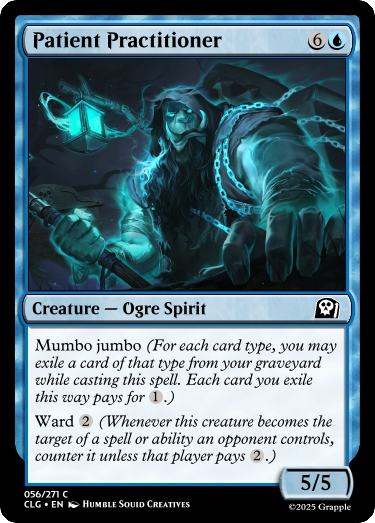 Patient Practitioner 6
Creature — Ogre Spirit
Mumbo jumbo (For each card type, you may
exile a card of that type from your graveyard
while casting this spell. Each card you exile
this way pays for 1.)
Ward 2 (Whenever this creature becomes the
target of a spell or ability an opponent controls,
counter it unless that player pays 2.)
5/5
056/271 C
CLG • EN Humble Squid Creatives
©2025 Grapple